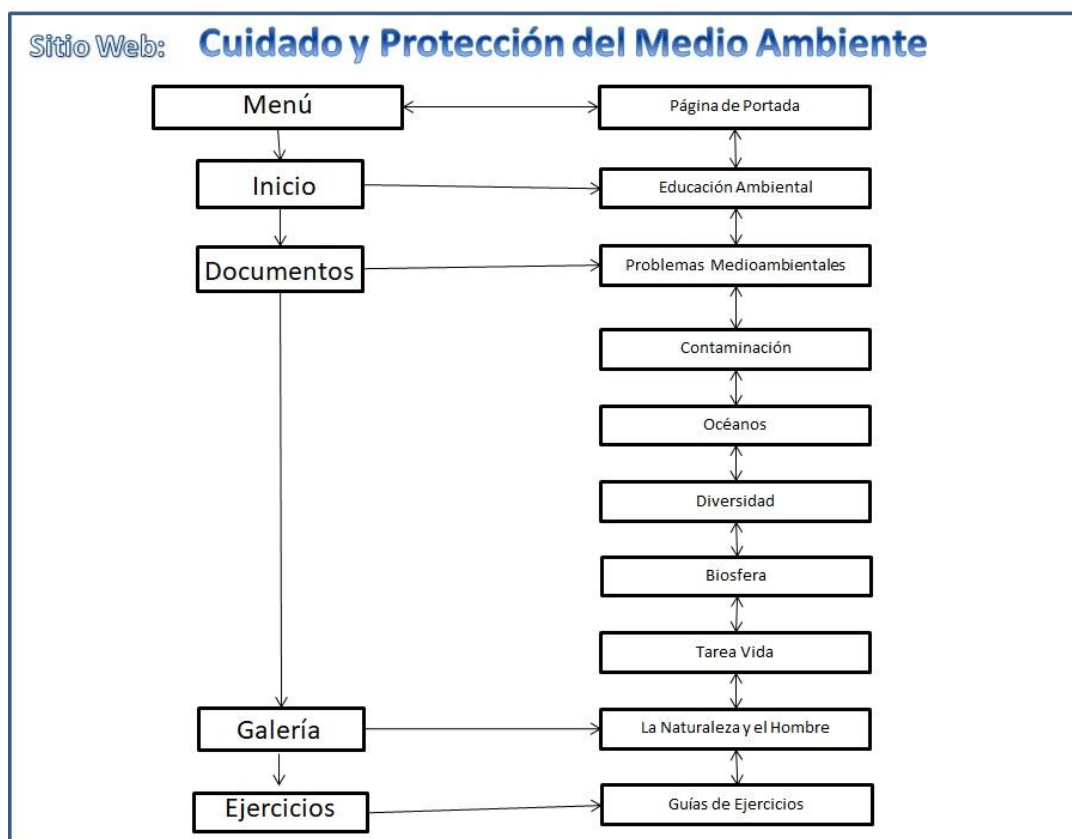 Sitio Web: Cuidado y Protección del Medio Ambiente
Menú
Página de Portada
Inicio
Educación Ambiental
Documentos
Problemas Medioambientales
Contaminación
Océanos
Diversidad
Biosfera
Tarea Vida
Galería
La Naturaleza y el Hombre
Ejercicios
Guías de Ejercicios